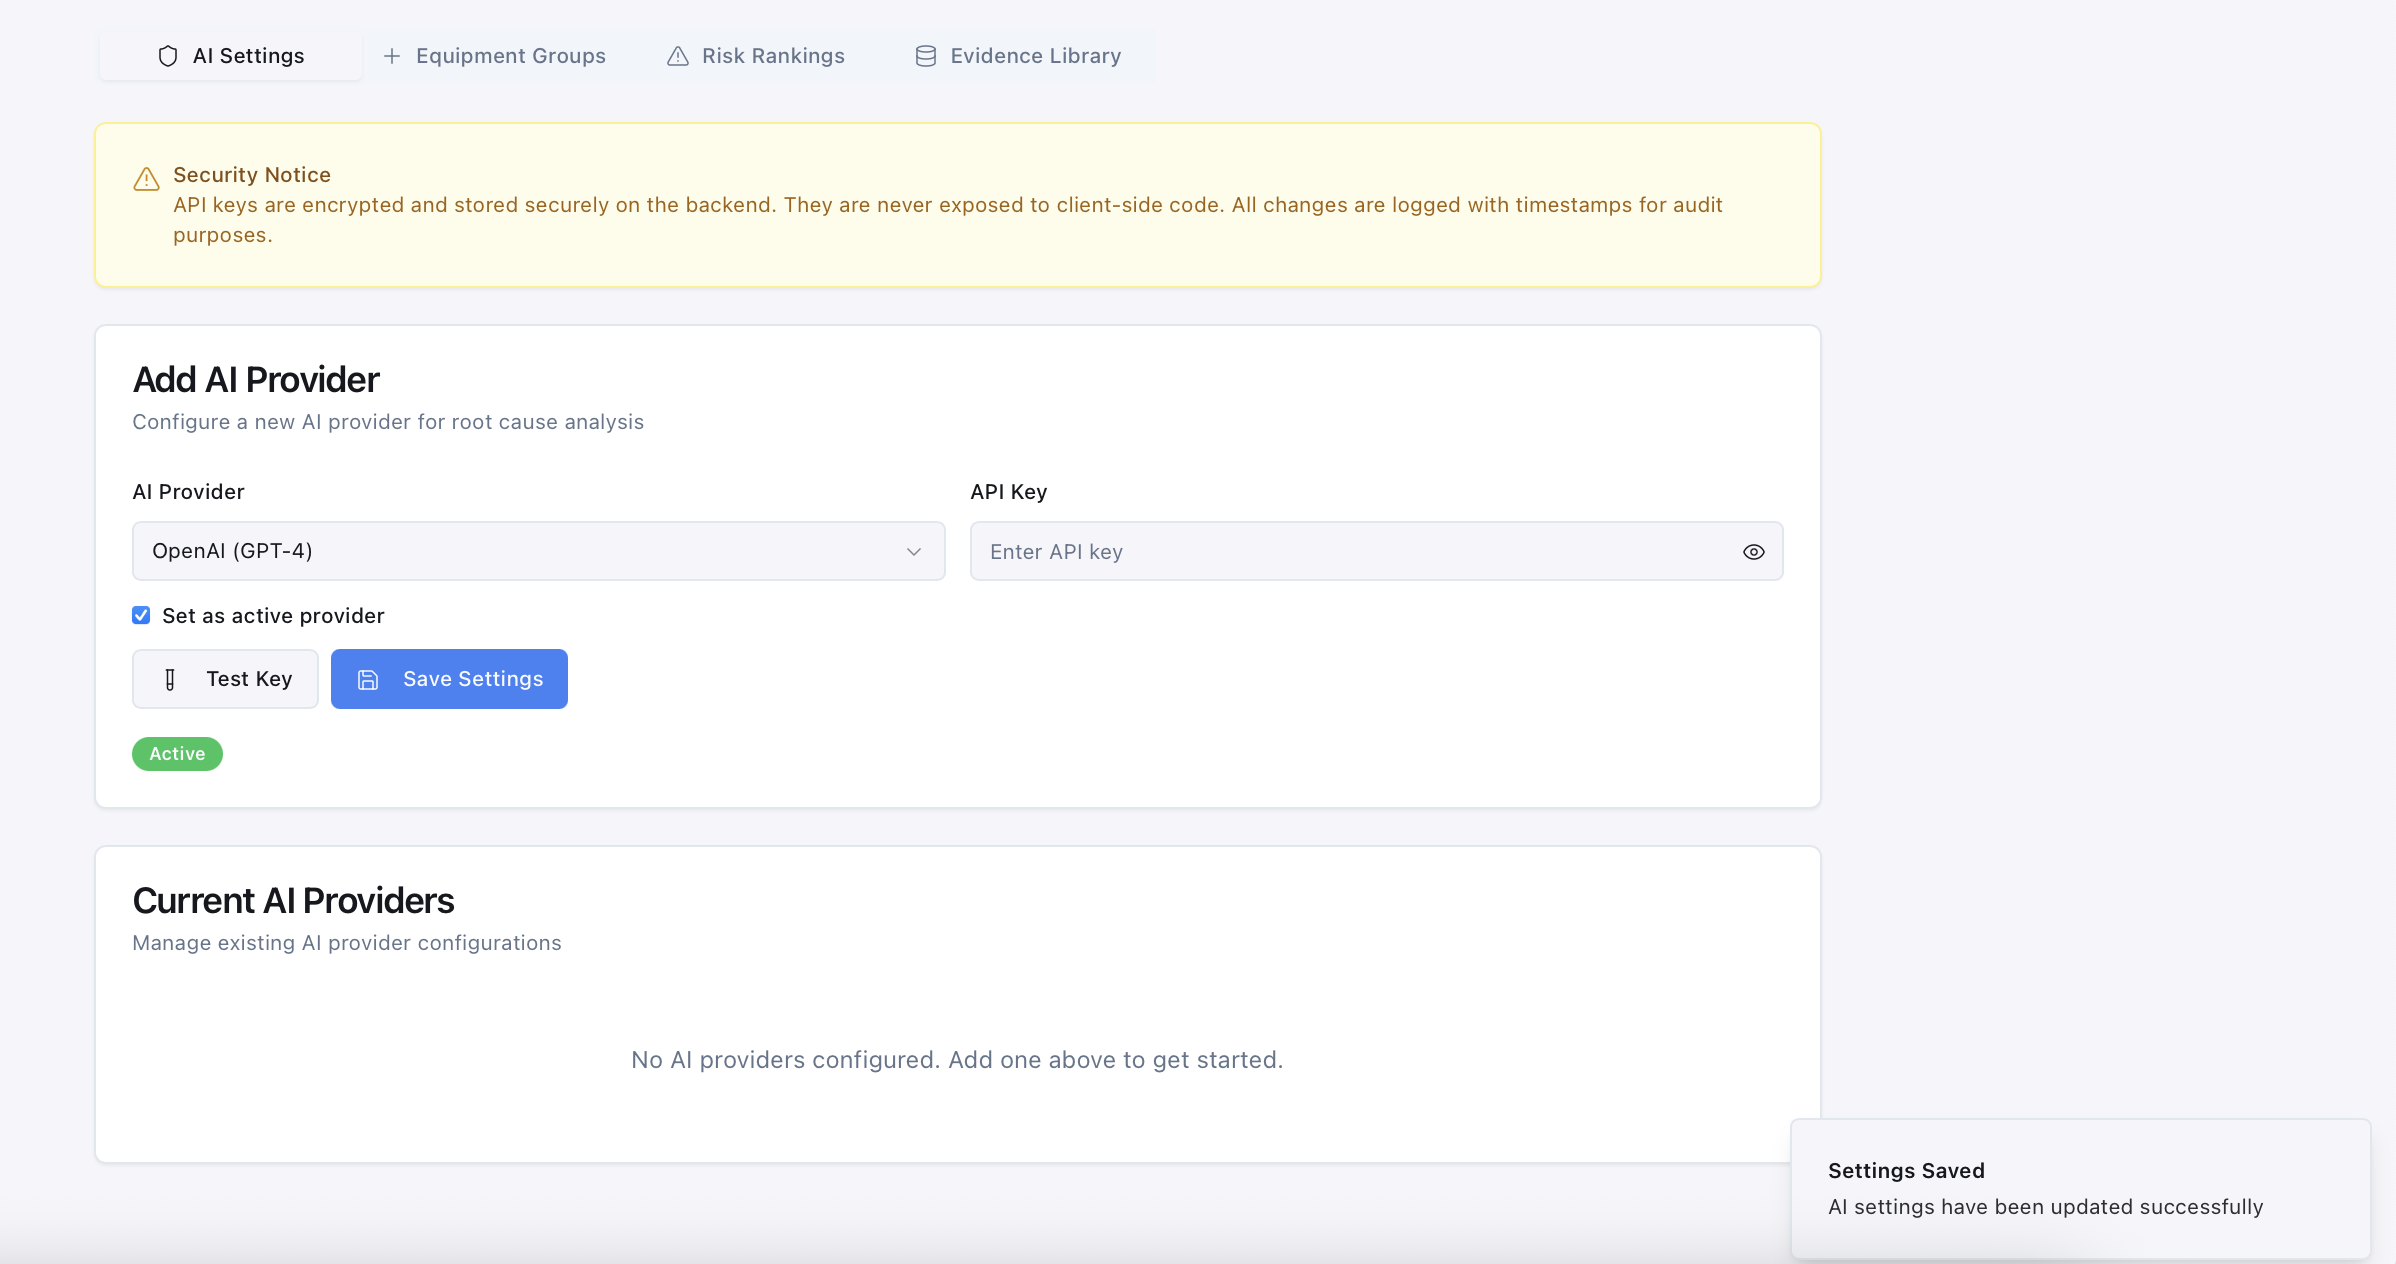 AI Settings
Equipment Groups
Risk Rankings
Evidence Library
Security Notice
API keys are encrypted and stored securely on the backend. They are never exposed to client-side code. All changes are logged with timestamps for audit
purposes.
Add AI Provider
Configure a new AI provider for root cause analysis
AI Provider
API Key
OpenAI (GPT-4)
Enter API key
Set as active provider
Test Key
Save Settings
Active
Current AI Providers
Manage existing AI provider configurations
No AI providers configured. Add one above to get started.
Settings Saved
AI settings have been updated successfully